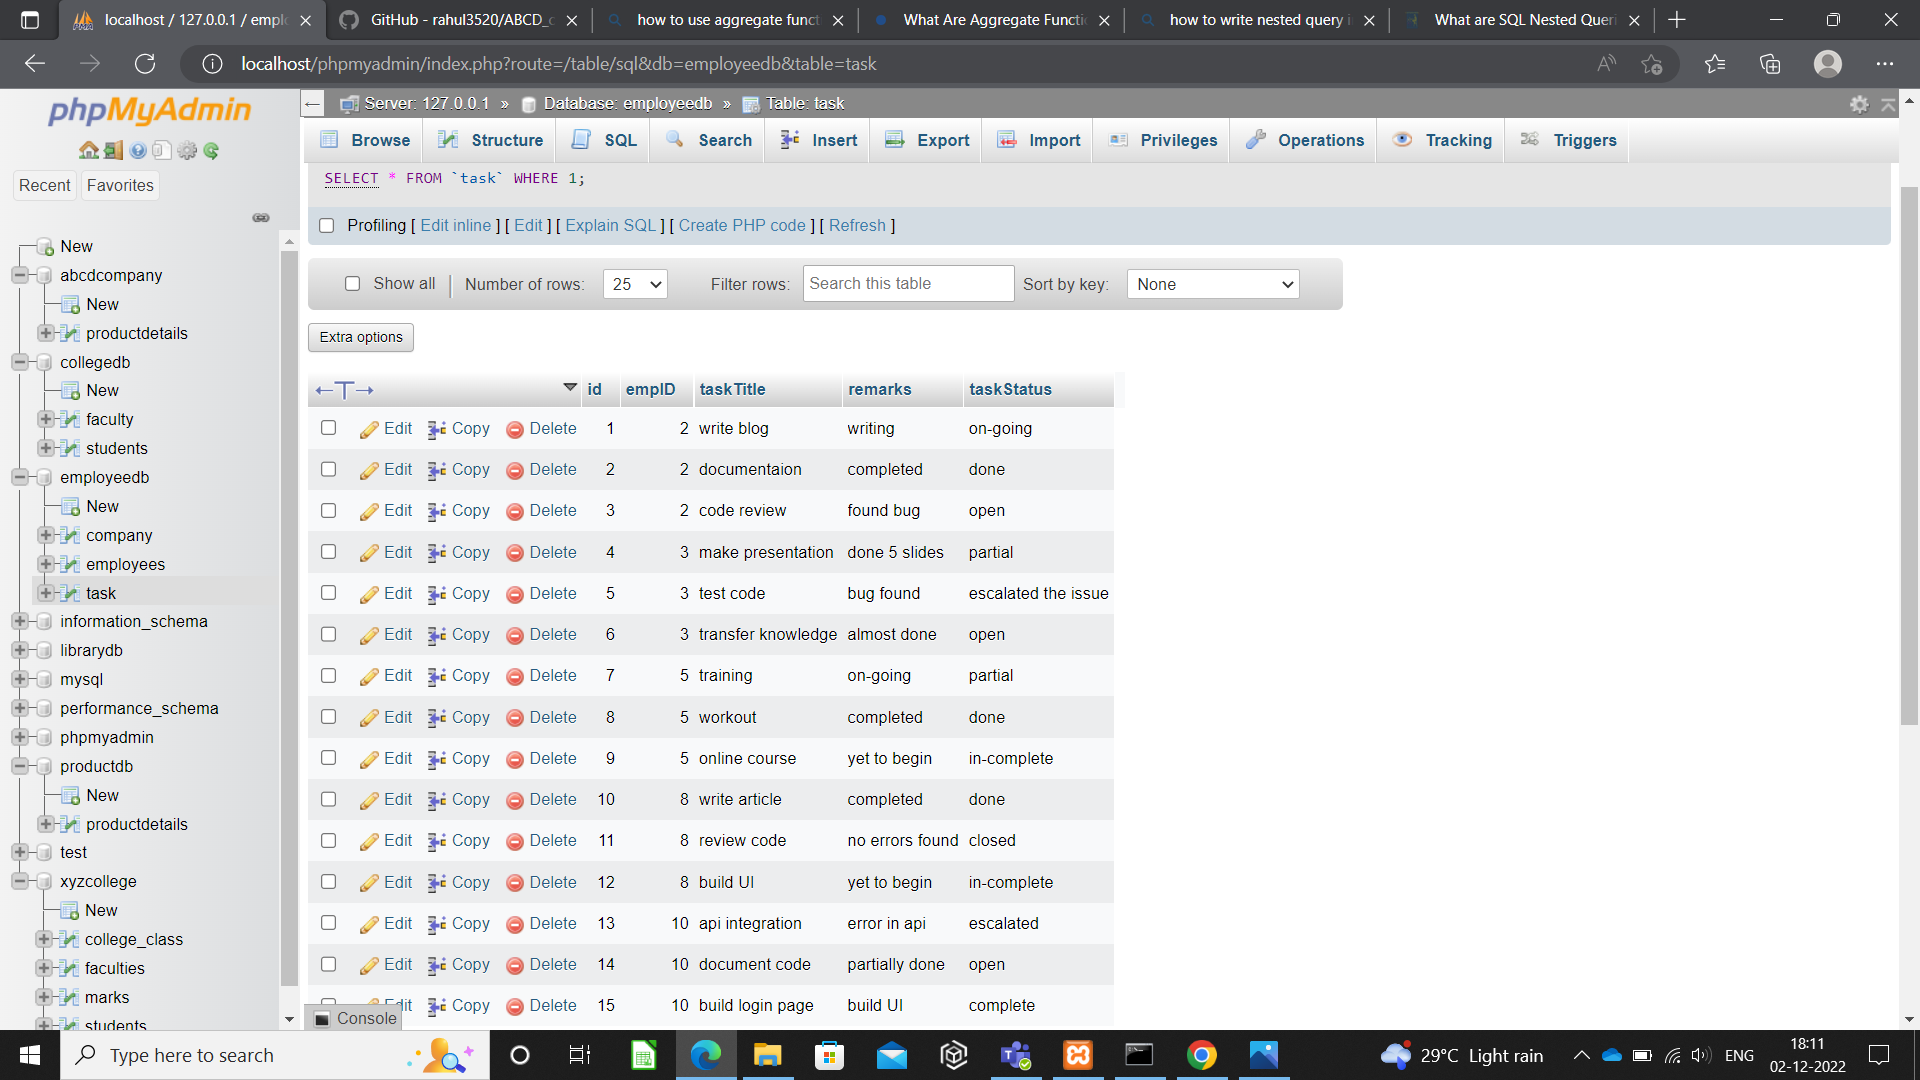 localhost / 127.0.0.1 / empl
GitHub - rahul3520/ABCD_c
how to use aggregate funct
What Are Aggregate Functi
how to write nested query i
What are SQL Nested Queri
localhost/phpmyadmin/index.php?route=/table/sql&db=employeedb&table=task
phpMyAdmin
Recent Favorites
New
abcdcompany
New
productdetails
collegedb
New
faculty
students
employeedb
New
company
employees
task
information_schema
librarydb
mysql
performance_schema
phpmyadmin
productdb
New
productdetails
test
xyzcollege
New
college_class
faculties
marks
students
Server: 127.0.0.1 » Database: employeedb » Table: task
Browse Structure SQL Search Insert Export Import Privileges Operations Tracking Triggers
SELECT * FROM `task` WHERE 1;
Profiling [ Edit inline ] [ Edit ] [ Explain SQL ] [ Create PHP code ] [ Refresh ]
Show all Number of rows: 25 Filter rows: Search this table Sort by key: None
Extra options
←T→ id empID taskTitle remarks taskStatus
Edit Copy Delete 1 2 write blog writing on-going
Edit Copy Delete 2 2 documentaion completed done
Edit Copy Delete 3 2 code review found bug open
Edit Copy Delete 4 3 make presentation done 5 slides partial
Edit Copy Delete 5 3 test code bug found escalated the issue
Edit Copy Delete 6 3 transfer knowledge almost done open
Edit Copy Delete 7 5 training on-going partial
Edit Copy Delete 8 5 workout completed done
Edit Copy Delete 9 5 online course yet to begin in-complete
Edit Copy Delete 10 8 write article completed done
Edit Copy Delete 11 8 review code no errors found closed
Edit Copy Delete 12 8 build UI yet to begin in-complete
Edit Copy Delete 13 10 api integration error in api escalated
Edit Copy Delete 14 10 document code partially done open
Edit Copy Delete 15 10 build login page build UI complete
Console
Type here to search
29°C Light rain
ENG
18:11
02-12-2022